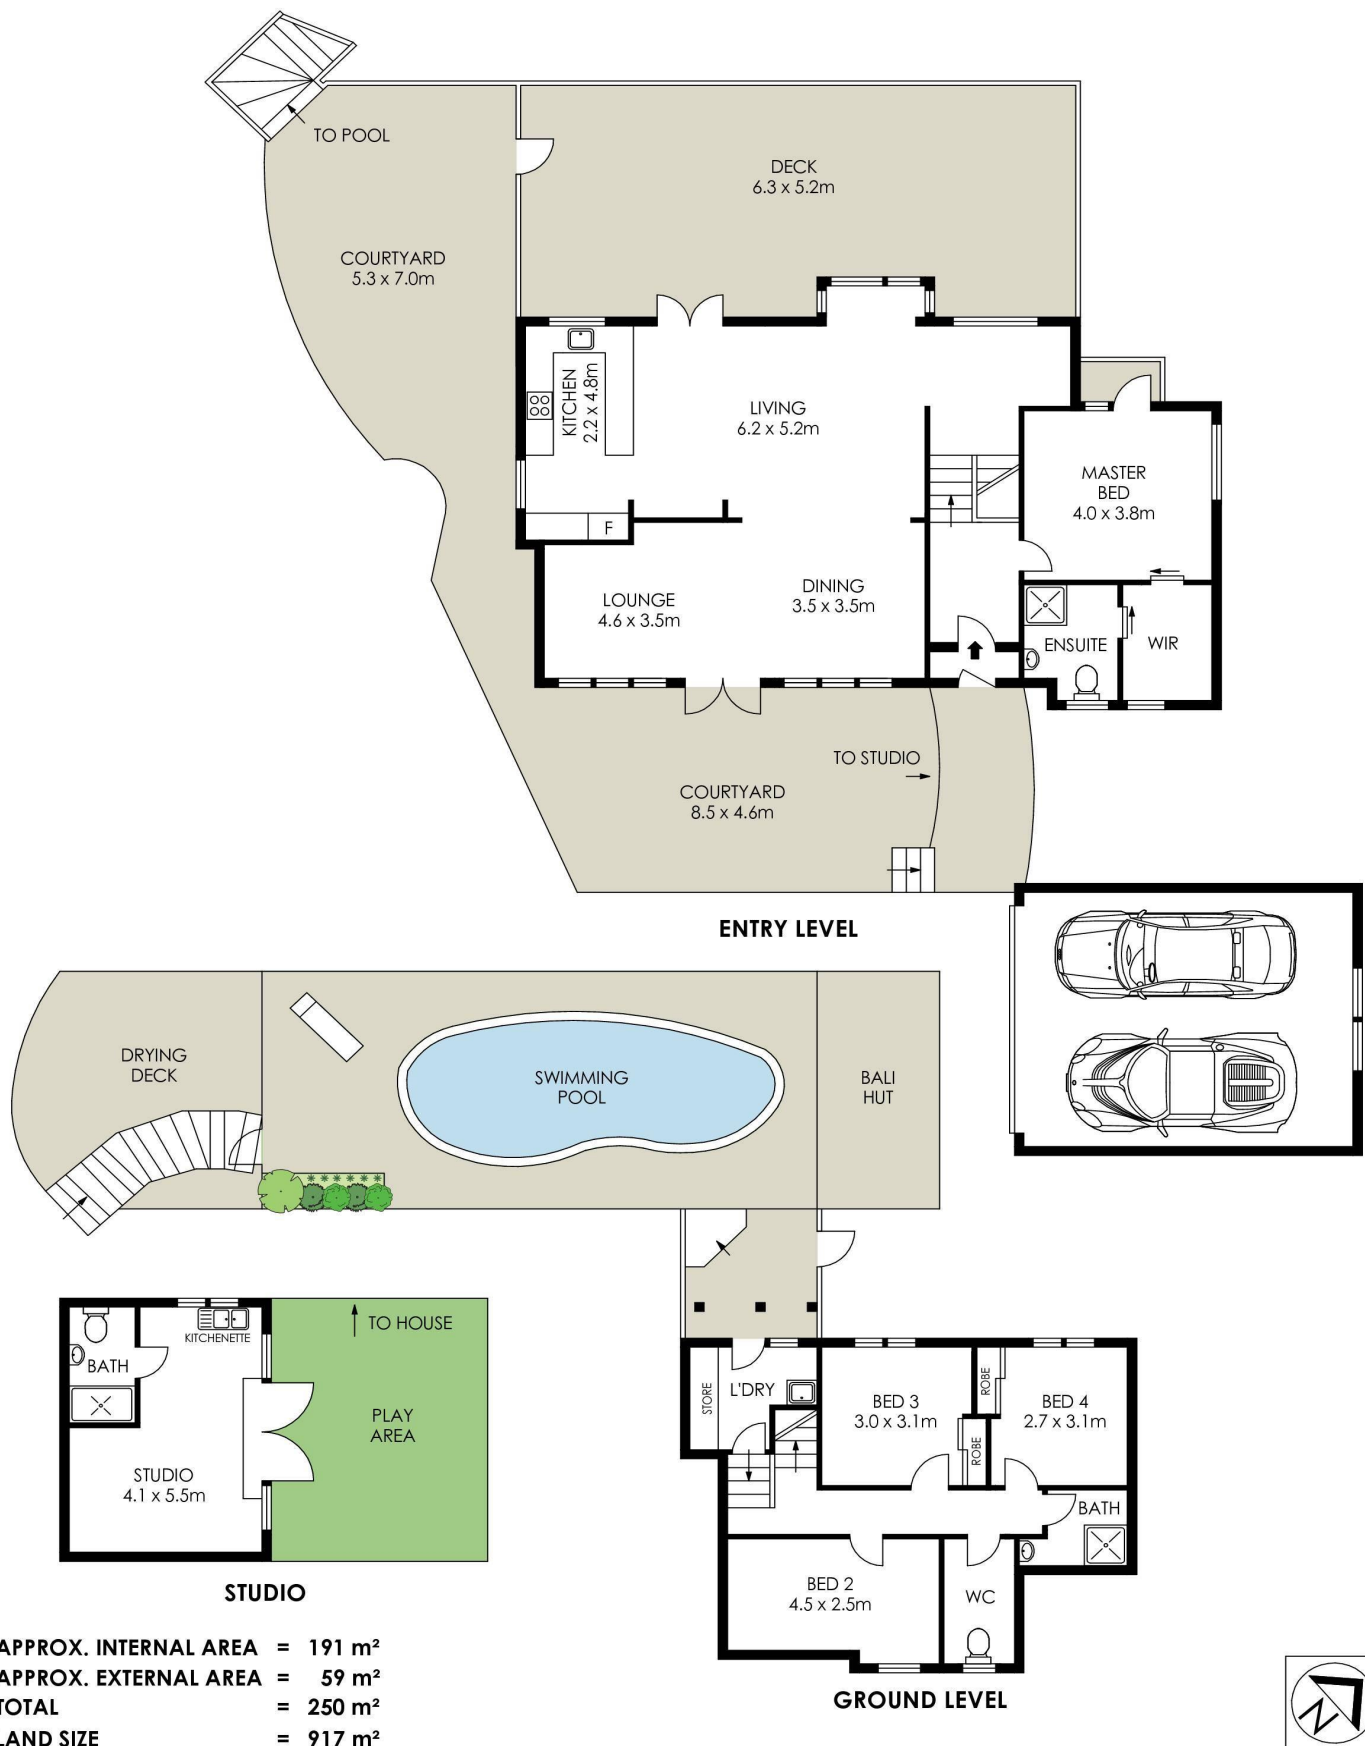 TO POOL
DECK
6.3 x 5.2m
COURTYARD
5.3 x 7.0m
KITCHEN
2.2 x 4.8m
LIVING
6.2 x 5.2m
MASTER
BED
4.0 x 3.8m
F
LOUNGE
4.6 x 3.5m
DINING
3.5 x 3.5m
ENSUITE
WIR
TO STUDIO
COURTYARD
8.5 x 4.6m
ENTRY LEVEL
DRYING
DECK
SWIMMING
POOL
BALI
HUT
KITCHENETTE
BATH
TO HOUSE
PLAY
AREA
STUDIO
4.1 x 5.5m
STUDIO
STORE
L'DRY
BED 3
3.0 x 3.1m
ROBE
ROBE
BED 4
2.7 x 3.1m
BATH
BED 2
4.5 x 2.5m
WC
GROUND LEVEL
APPROX. INTERNAL AREA = 191 m²
APPROX. EXTERNAL AREA = 59 m²
TOTAL = 250 m²
LAND SIZE = 917 m²
N